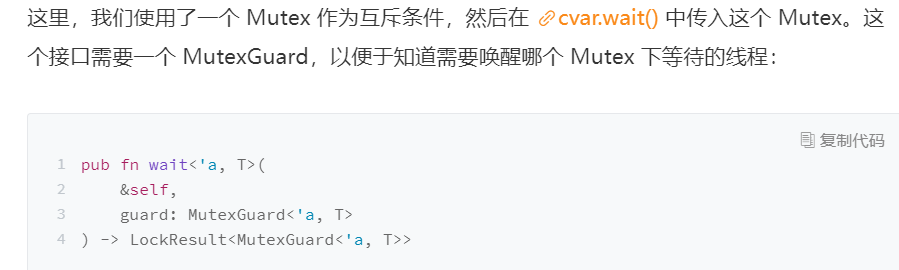 这里，我们使用了一个 Mutex 作为互斥条件，然后在 cvar.wait() 中传入这个 Mutex。这
个接口需要一个 MutexGuard，以便于知道需要唤醒哪个 Mutex 下等待的线程：
复制代码
1 pub fn wait<'a, T>(
2     &self,
3     guard: MutexGuard<'a, T>
4 ) -> LockResult<MutexGuard<'a, T>>